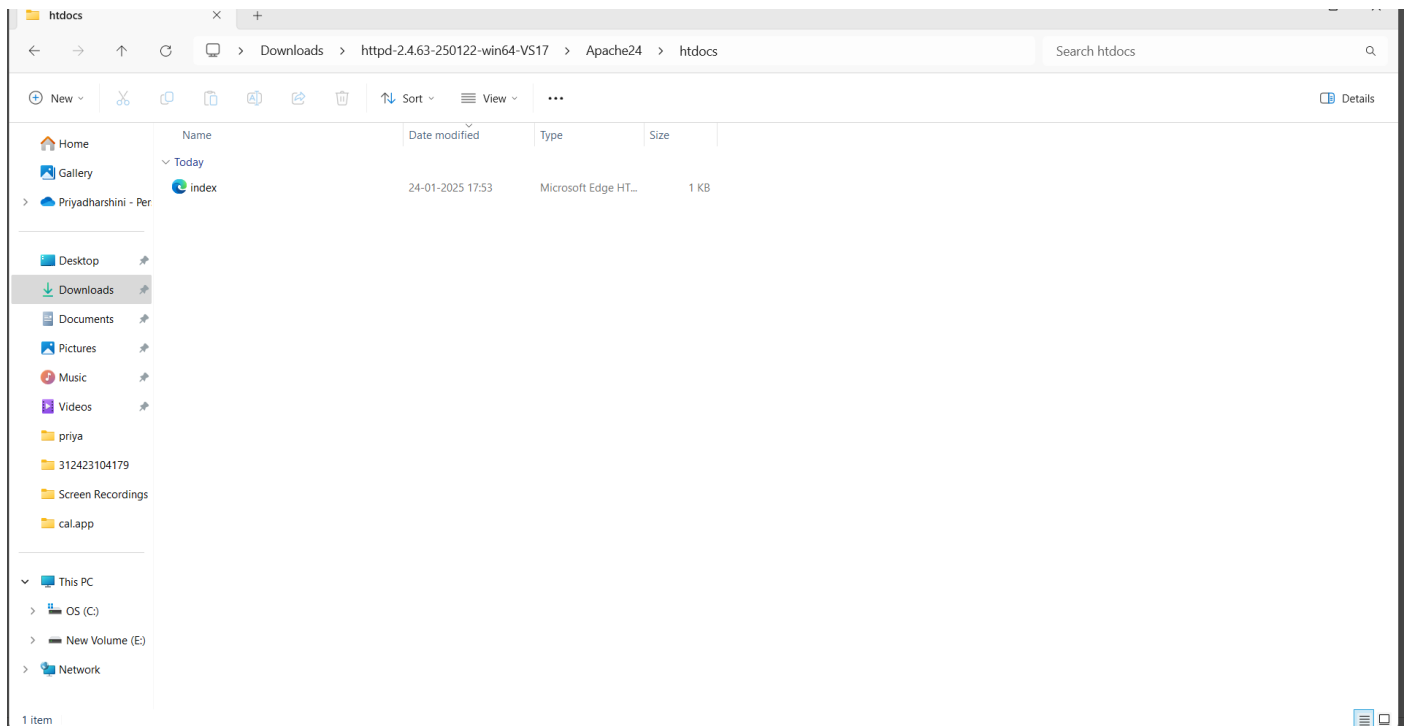 htdocs
Downloads > httpd-2.4.63-250122-win64-VS17 > Apache24 > htdocs
Search htdocs
New
Sort
View
Details
Home
Gallery
Priyadharshini - Per
Desktop
Downloads
Documents
Pictures
Music
Videos
priya
312423104179
Screen Recordings
cal.app
This PC
OS (C:)
New Volume (E:)
Network
Name Date modified Type Size
Today
index 24-01-2025 17:53 Microsoft Edge HT... 1 KB
1 item